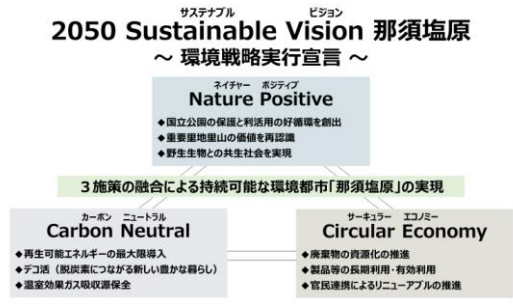 サステナブル ビジョン
2050 Sustainable Vision 那須塩原
～ 環境戦略実行宣言 ～
ネイチャー ポジティブ
Nature Positive
◆国立公園の保護と利活用の好循環を創出
◆重要里地里山の価値を再認識
◆野生生物との共生社会を実現
３施策の融合による持続可能な環境都市「那須塩原」の実現
カーボン ニュートラル
Carbon Neutral
◆再生可能エネルギーの最大限導入
◆デコ活（脱炭素につながる新しい豊かな暮らし）
◆温室効果ガス吸収源保全
サーキュラー エコノミー
Circular Economy
◆廃棄物の資源化の推進
◆製品等の長期利用・有効利用
◆官民連携によるリニューアブルの推進